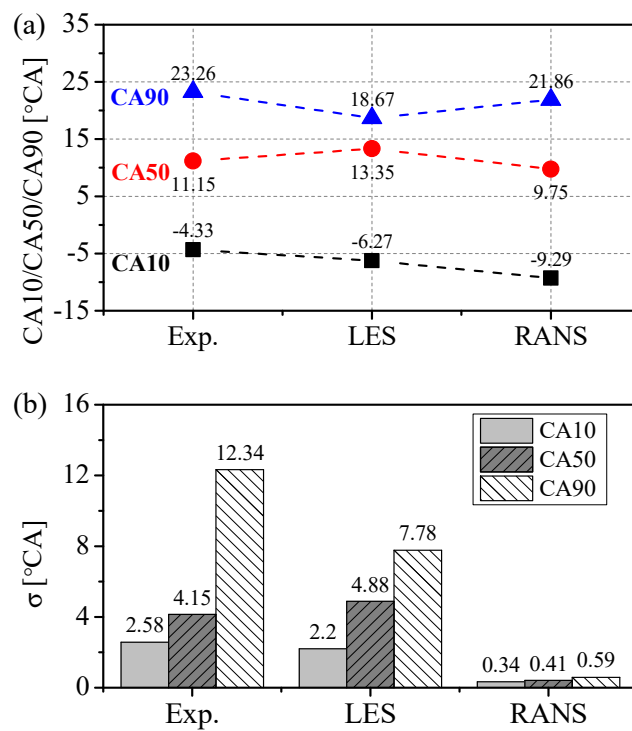 (a)
CA10/CA50/CA90 [°CA]
35
25
15
5
-5
-15
CA90
23.26
18.67
21.86
CA50
11.15
13.35
9.75
CA10
-4.33
-6.27
-9.29
Exp.
LES
RANS
(b)
σ [°CA]
16
12
8
4
0
CA10
CA50
CA90
2.58
4.15
12.34
2.2
4.88
7.78
0.34
0.41
0.59
Exp.
LES
RANS